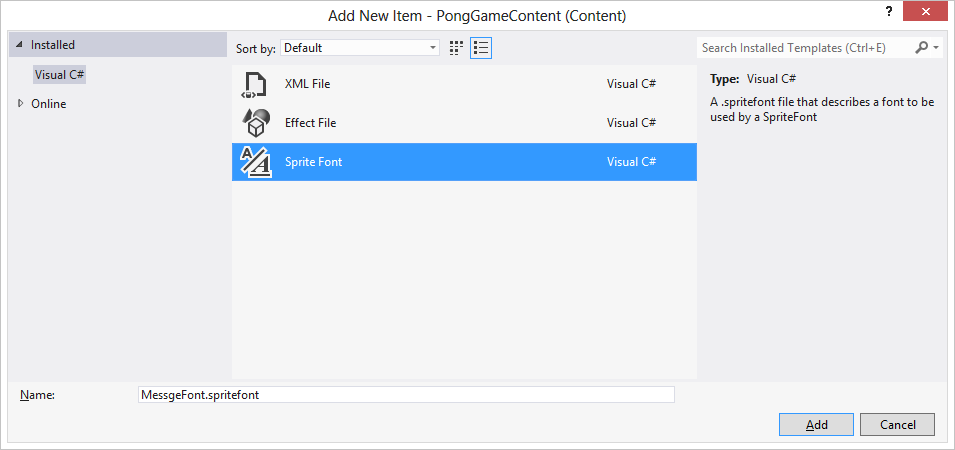 Add New Item - PongGameContent (Content)
?
Installed
Sort by: Default
Search Installed Templates (Ctrl+E)
Visual C#
Online
XML File Visual C#
Effect File Visual C#
Sprite Font Visual C#
Type: Visual C#
A .spritefont file that describes a font to be
used by a SpriteFont
Name: MessgeFont.spritefont
Add Cancel